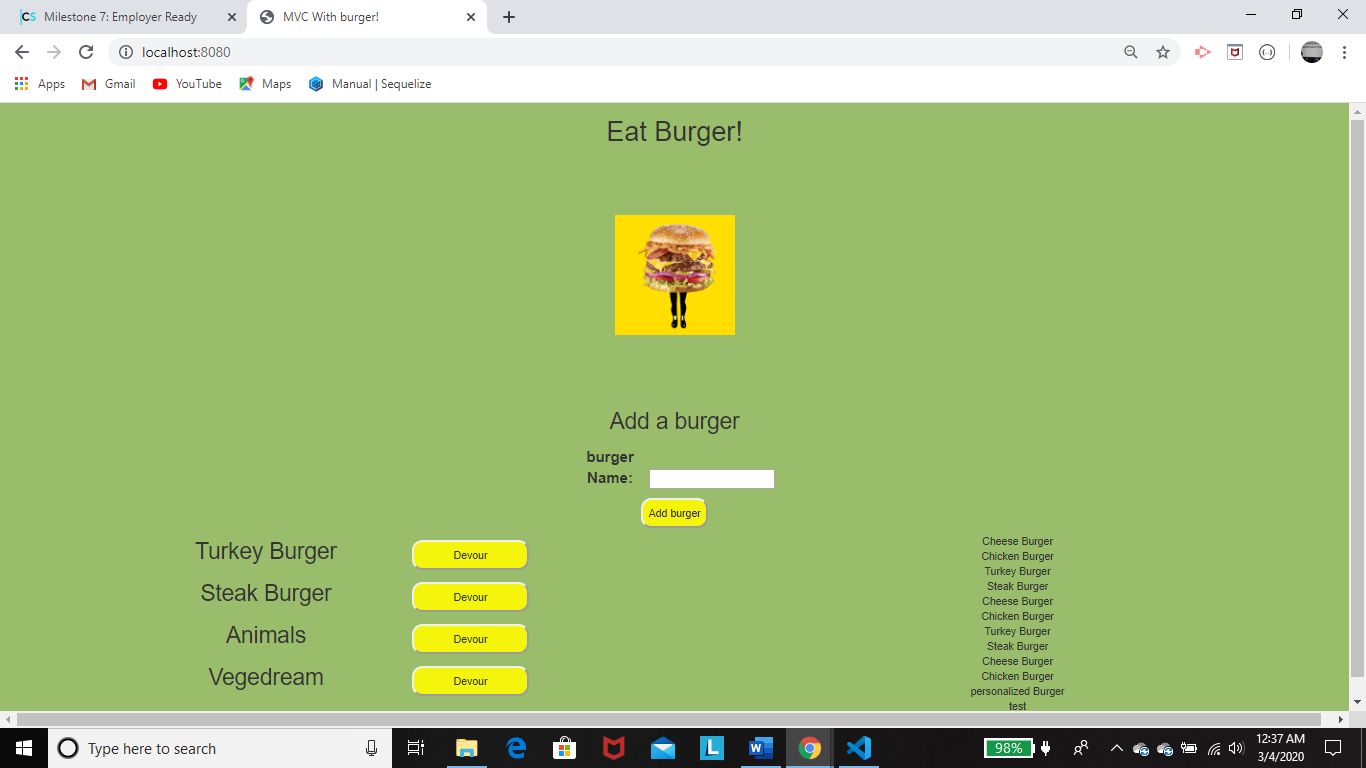 CS Milestone 7: Employer Ready
MVC With burger!
localhost:8080
Apps Gmail YouTube Maps Manual | Sequelize
Eat Burger!
Add a burger
burger
Name:
Add burger
Turkey Burger Devour
Steak Burger Devour
Animals Devour
Vegedream Devour
Cheese Burger
Chicken Burger
Turkey Burger
Steak Burger
Cheese Burger
Chicken Burger
Turkey Burger
Steak Burger
Cheese Burger
Chicken Burger
personalized Burger
test
Type here to search
98%
12:37 AM
3/4/2020